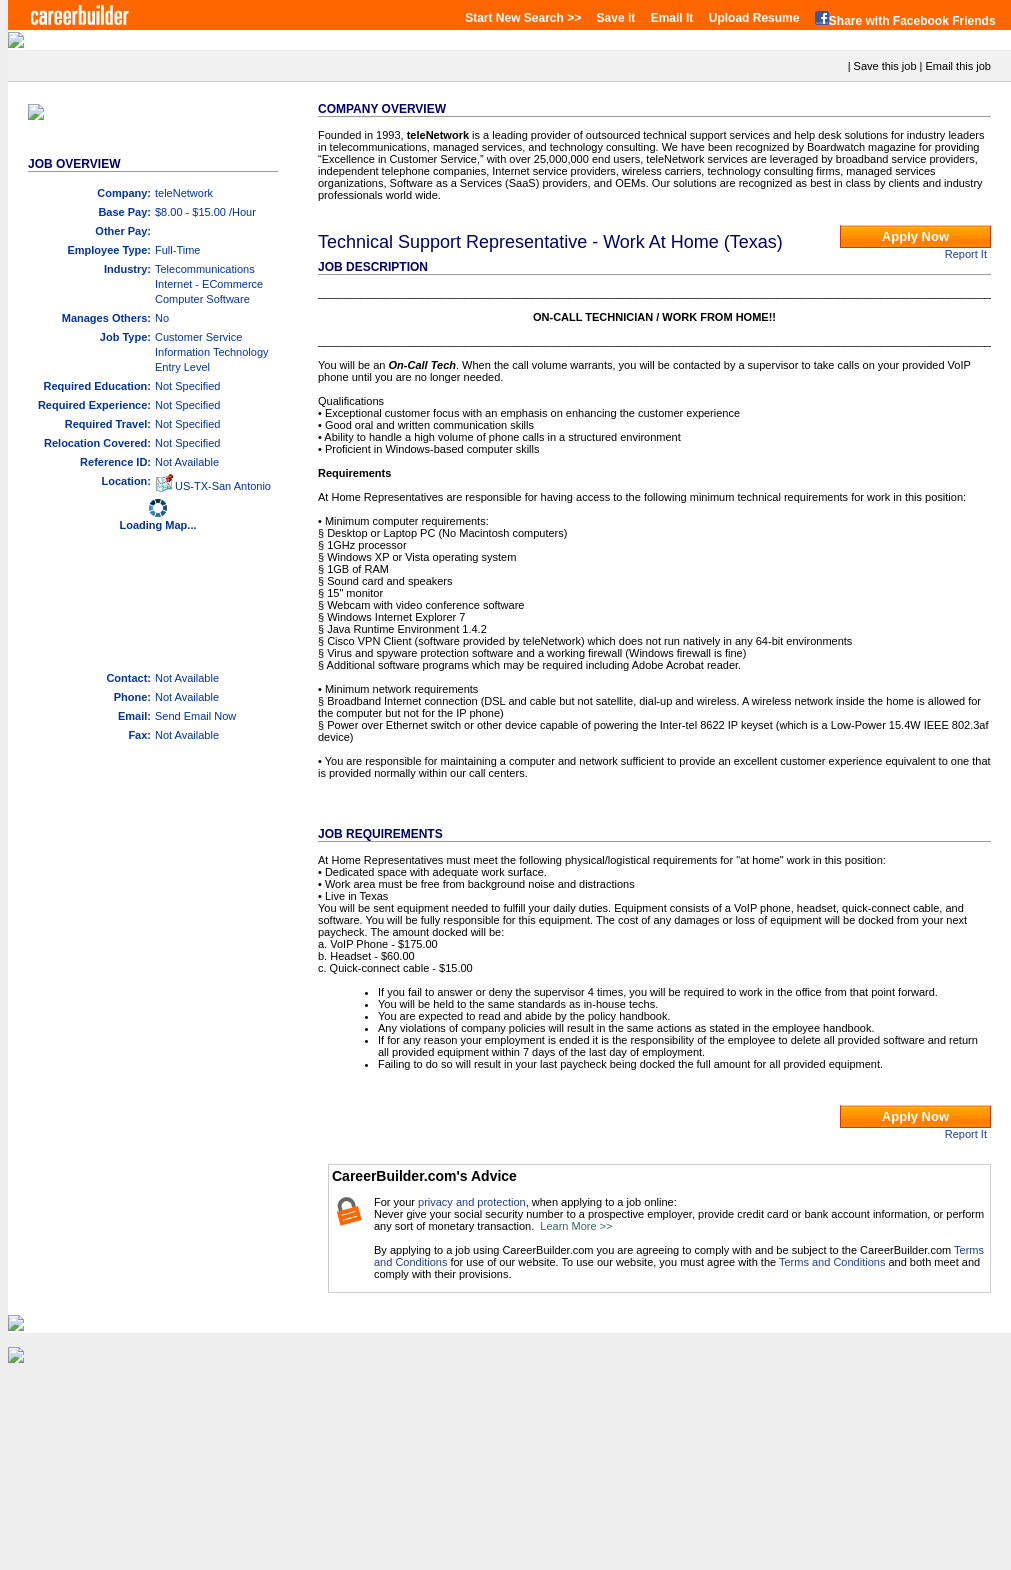 careerbuilder
Start New Search >> Save it Email It Upload Resume Share with Facebook Friends
| Save this job | Email this job
JOB OVERVIEW
Company: teleNetwork
Base Pay: $8.00 - $15.00 /Hour
Other Pay:
Employee Type: Full-Time
Industry: Telecommunications
Internet - ECommerce
Computer Software
Manages Others: No
Job Type: Customer Service
Information Technology
Entry Level
Required Education: Not Specified
Required Experience: Not Specified
Required Travel: Not Specified
Relocation Covered: Not Specified
Reference ID: Not Available
Location: US-TX-San Antonio
Loading Map...
Contact: Not Available
Phone: Not Available
Email: Send Email Now
Fax: Not Available
COMPANY OVERVIEW
Founded in 1993, teleNetwork is a leading provider of outsourced technical support services and help desk solutions for industry leaders
in telecommunications, managed services, and technology consulting. We have been recognized by Boardwatch magazine for providing
“Excellence in Customer Service,” with over 25,000,000 end users, teleNetwork services are leveraged by broadband service providers,
independent telephone companies, Internet service providers, wireless carriers, technology consulting firms, managed services
organizations, Software as a Services (SaaS) providers, and OEMs. Our solutions are recognized as best in class by clients and industry
professionals world wide.
Technical Support Representative - Work At Home (Texas)
Apply Now
Report It
JOB DESCRIPTION
ON-CALL TECHNICIAN / WORK FROM HOME!!
You will be an On-Call Tech. When the call volume warrants, you will be contacted by a supervisor to take calls on your provided VoIP
phone until you are no longer needed.
Qualifications
• Exceptional customer focus with an emphasis on enhancing the customer experience
• Good oral and written communication skills
• Ability to handle a high volume of phone calls in a structured environment
• Proficient in Windows-based computer skills
Requirements
At Home Representatives are responsible for having access to the following minimum technical requirements for work in this position:
• Minimum computer requirements:
§ Desktop or Laptop PC (No Macintosh computers)
§ 1GHz processor
§ Windows XP or Vista operating system
§ 1GB of RAM
§ Sound card and speakers
§ 15" monitor
§ Webcam with video conference software
§ Windows Internet Explorer 7
§ Java Runtime Environment 1.4.2
§ Cisco VPN Client (software provided by teleNetwork) which does not run natively in any 64-bit environments
§ Virus and spyware protection software and a working firewall (Windows firewall is fine)
§ Additional software programs which may be required including Adobe Acrobat reader.
• Minimum network requirements
§ Broadband Internet connection (DSL and cable but not satellite, dial-up and wireless. A wireless network inside the home is allowed for
the computer but not for the IP phone)
§ Power over Ethernet switch or other device capable of powering the Inter-tel 8622 IP keyset (which is a Low-Power 15.4W IEEE 802.3af
device)
• You are responsible for maintaining a computer and network sufficient to provide an excellent customer experience equivalent to one that
is provided normally within our call centers.
JOB REQUIREMENTS
At Home Representatives must meet the following physical/logistical requirements for "at home" work in this position:
• Dedicated space with adequate work surface.
• Work area must be free from background noise and distractions
• Live in Texas
You will be sent equipment needed to fulfill your daily duties. Equipment consists of a VoIP phone, headset, quick-connect cable, and
software. You will be fully responsible for this equipment. The cost of any damages or loss of equipment will be docked from your next
paycheck. The amount docked will be:
a. VoIP Phone - $175.00
b. Headset - $60.00
c. Quick-connect cable - $15.00
• If you fail to answer or deny the supervisor 4 times, you will be required to work in the office from that point forward.
• You will be held to the same standards as in-house techs.
• You are expected to read and abide by the policy handbook.
• Any violations of company policies will result in the same actions as stated in the employee handbook.
• If for any reason your employment is ended it is the responsibility of the employee to delete all provided software and return
all provided equipment within 7 days of the last day of employment.
• Failing to do so will result in your last paycheck being docked the full amount for all provided equipment.
Apply Now
Report It
CareerBuilder.com's Advice
For your privacy and protection, when applying to a job online:
Never give your social security number to a prospective employer, provide credit card or bank account information, or perform
any sort of monetary transaction. Learn More >>
By applying to a job using CareerBuilder.com you are agreeing to comply with and be subject to the CareerBuilder.com Terms
and Conditions for use of our website. To use our website, you must agree with the Terms and Conditions and both meet and
comply with their provisions.